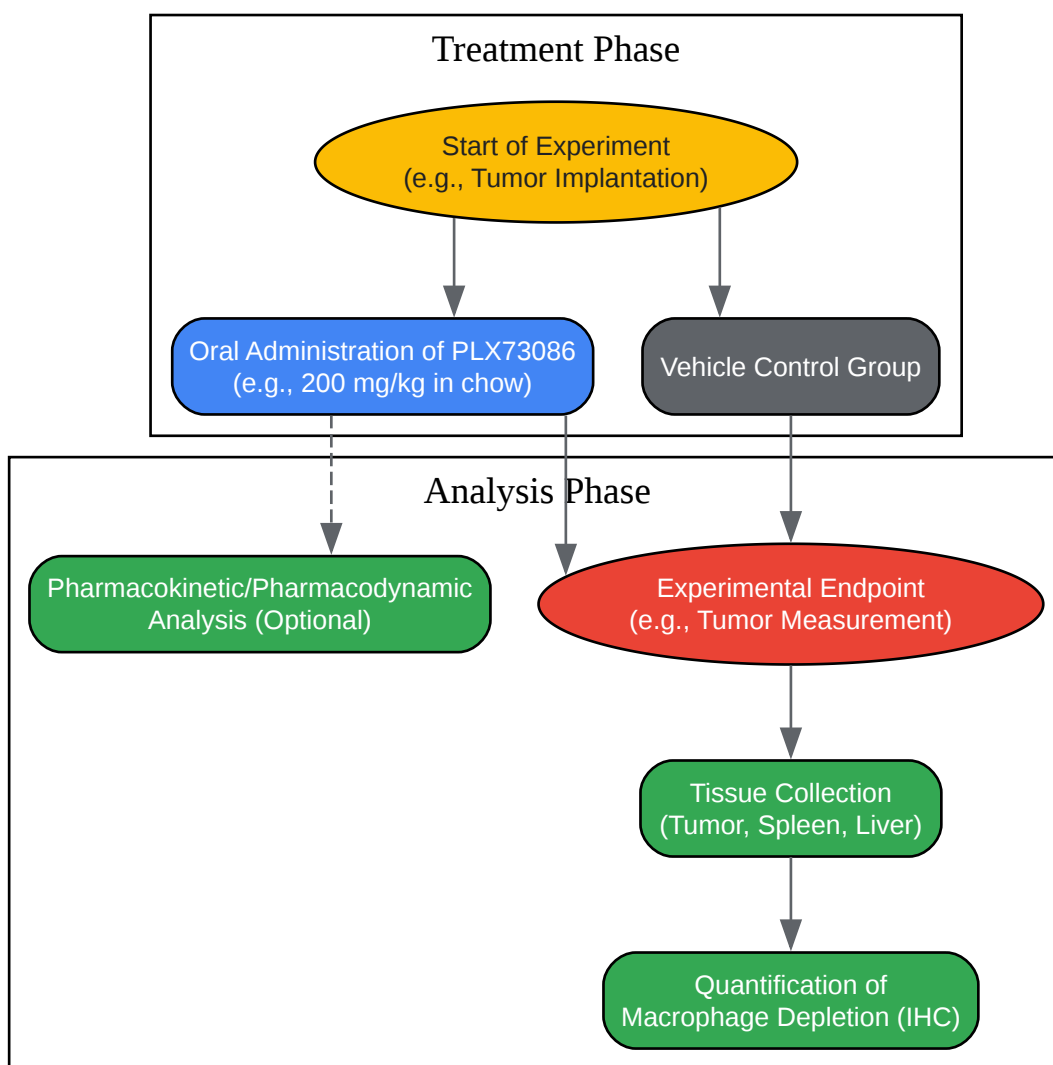 Treatment Phase
Start of Experiment
(e.g., Tumor Implantation)
Oral Administration of PLX73086
(e.g., 200 mg/kg in chow)
Vehicle Control Group
Analysis Phase
Pharmacokinetic/Pharmacodynamic
Analysis (Optional)
Experimental Endpoint
(e.g., Tumor Measurement)
Tissue Collection
(Tumor, Spleen, Liver)
Quantification of
Macrophage Depletion (IHC)